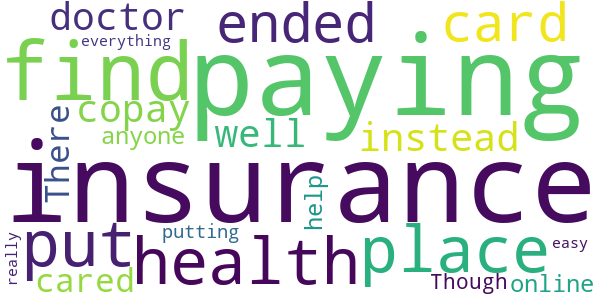 doctor ended card
everything
find paying
copay
anyone well instead
There
insurance
help
put putting place
health easy
really cared Though online